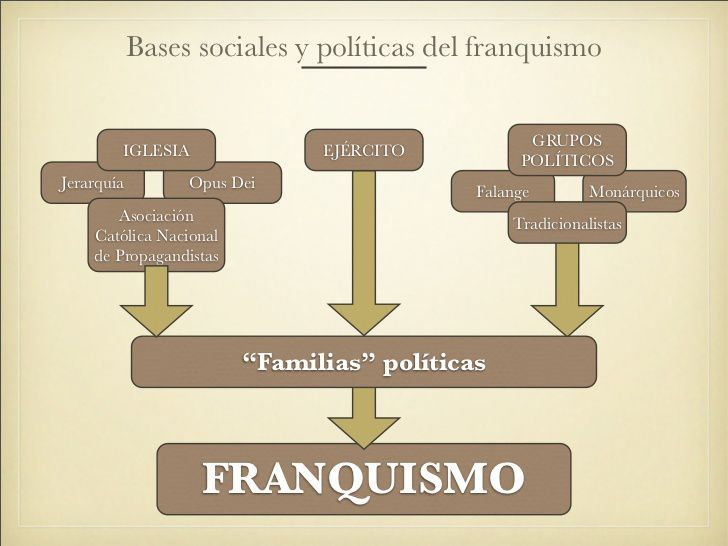 Bases sociales y políticas del franquismo
IGLESIA
Jerarquía
Opus Dei
Asociación
Católica Nacional
de Propagandistas
EJÉRCITO
GRUPOS
POLÍTICOS
Falange
Monárquicos
Tradicionalistas
“Familias” políticas
FRANQUISMO